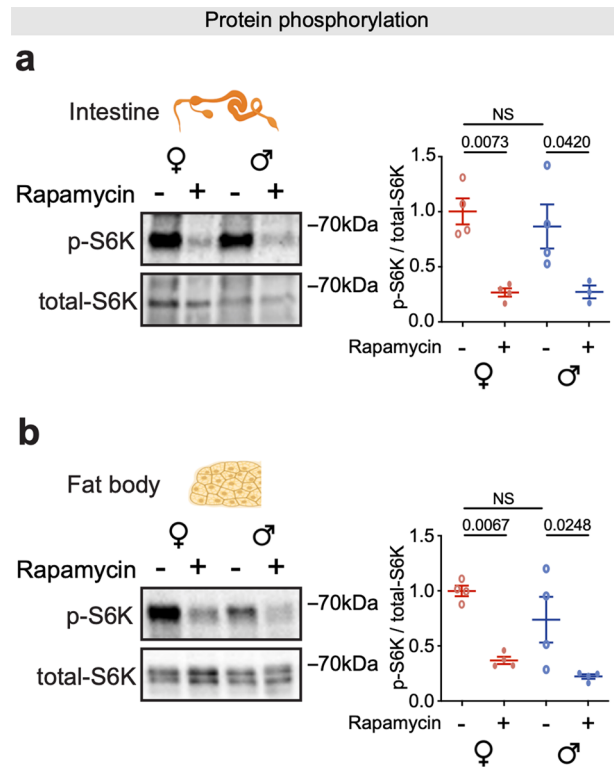 Protein phosphorylation
a
Intestine
♀ ♂
Rapamycin - + - +
p-S6K
–70kDa
total-S6K
–70kDa
NS
0.0073 0.0420
p-S6K / total-S6K
1.5
1.0
0.5
0.0
Rapamycin - + - +
♀ ♂
b
Fat body
♀ ♂
Rapamycin - + - +
p-S6K
–70kDa
total-S6K
–70kDa
NS
0.0067 0.0248
p-S6K / total-S6K
1.5
1.0
0.5
0.0
Rapamycin - + - +
♀ ♂